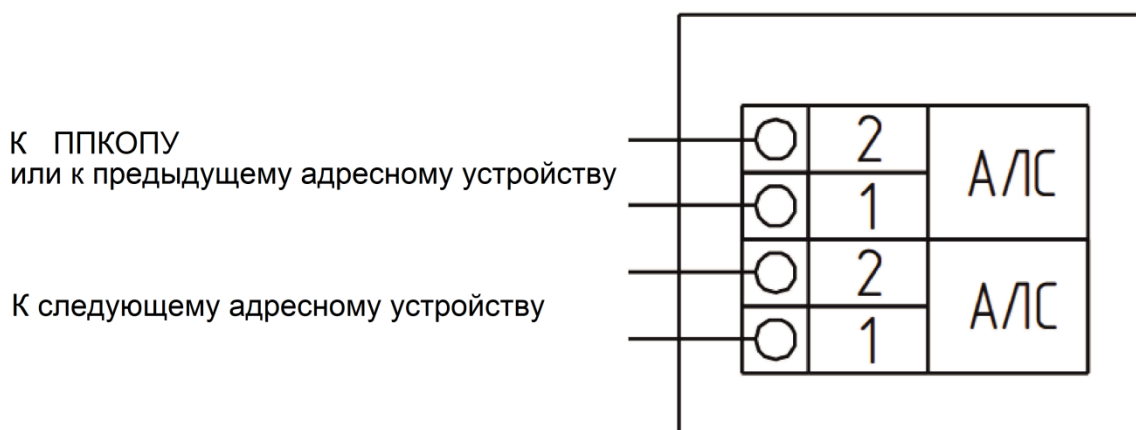 К ППКОПУ
или к предыдущему адресному устройству
К следующему адресному устройству
2
1
АЛС
2
1
АЛС